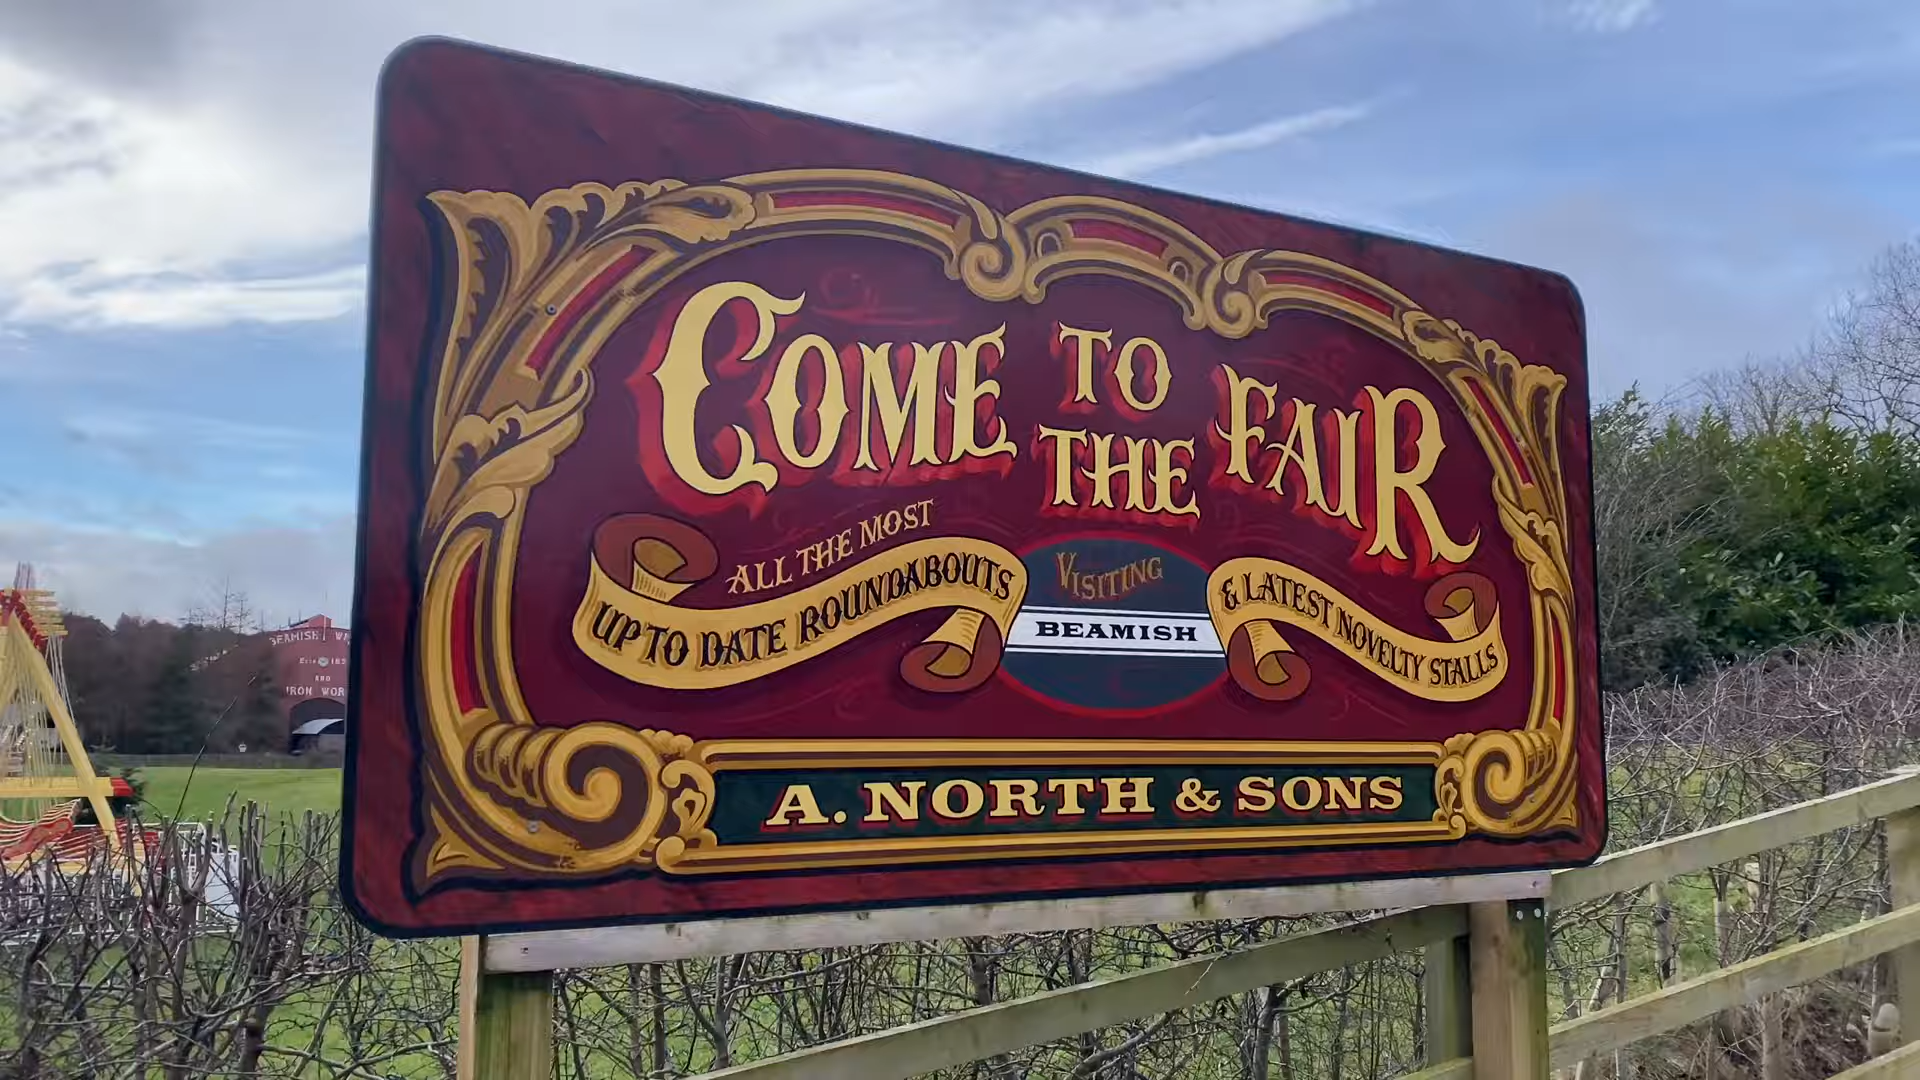 COME TO THE FAIR
ALL THE MOST
UP TO DATE ROUNDABOUTS
VISITING
BEAMISH
& LATEST NOVELTY STALLS
A. NORTH & SONS
BEAMISH
AND
IRON